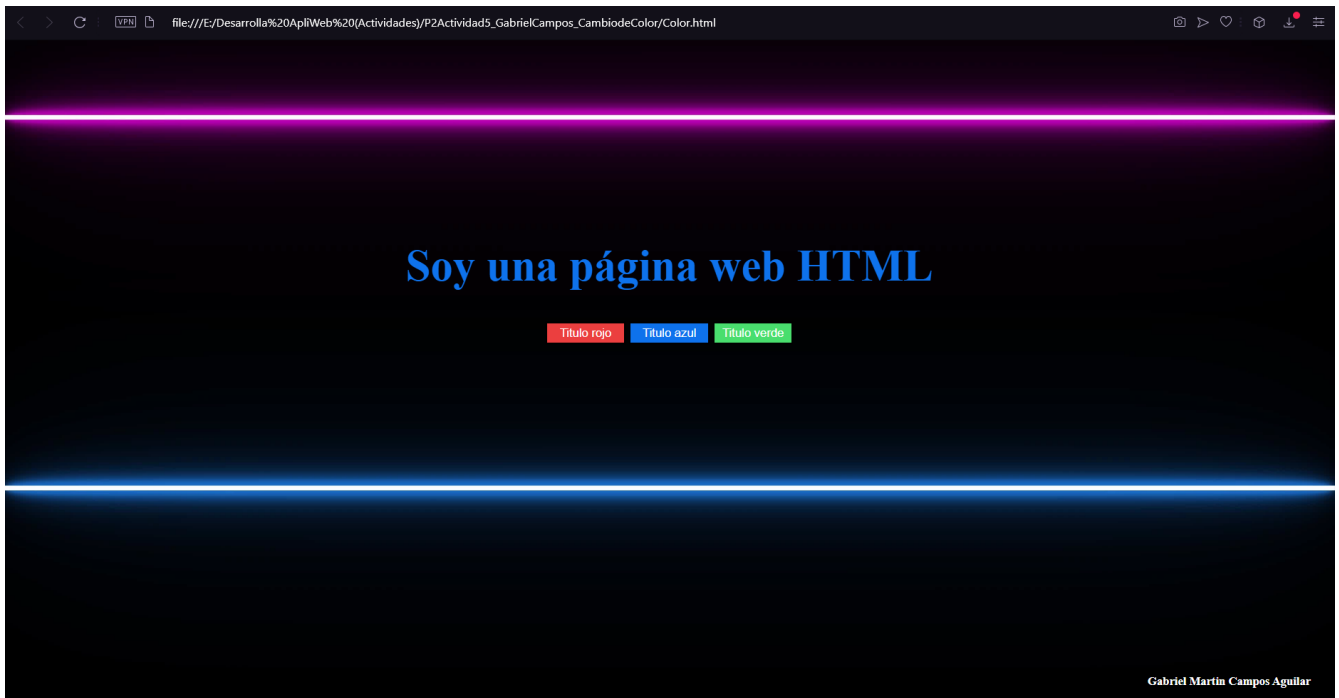 VPN file:///E:/Desarrolla%20ApliWeb%20(Actividades)/P2Actividad5_GabrielCampos_CambiodeColor/Color.html
Soy una página web HTML
Titulo rojo Titulo azul Titulo verde
Gabriel Martín Campos Aguilar